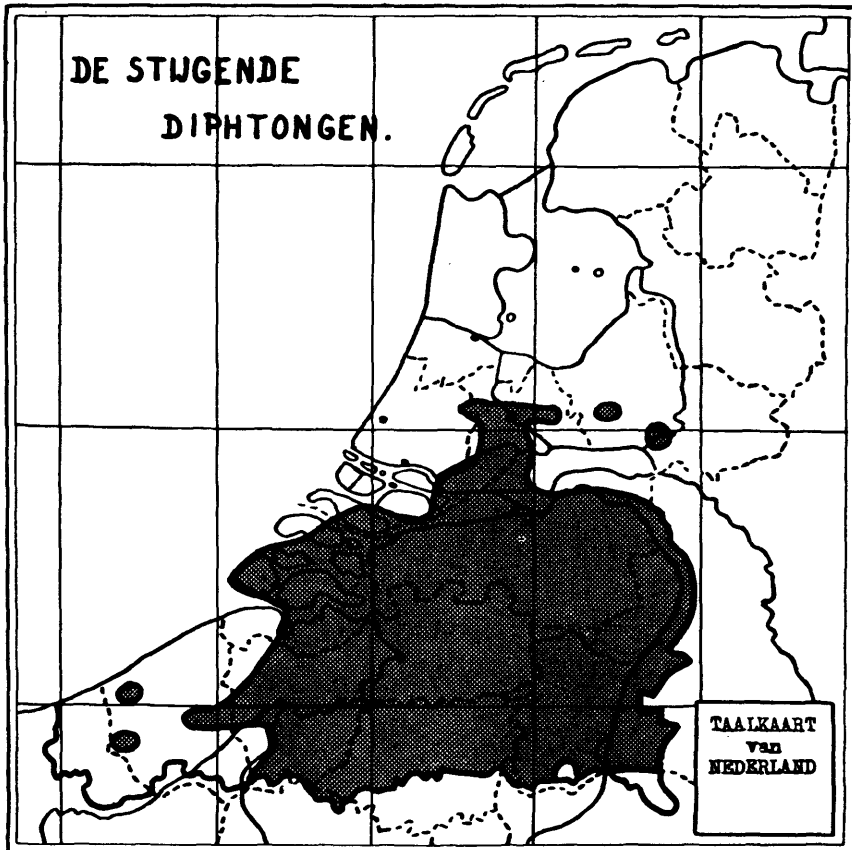 DE STIJGENDE
DIPHTONGEN.
TAALKAART
van
NEDERLAND